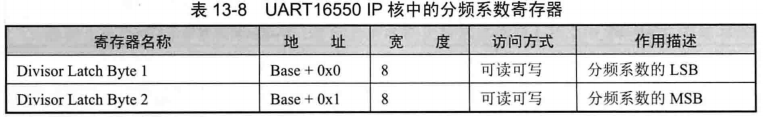 表 13-8 UART16550 IP 核中的分频系数寄存器
寄存器名称 地 址 宽 度 访问方式 作用描述
Divisor Latch Byte 1 Base + 0x0 8 可读可写 分频系数的 LSB
Divisor Latch Byte 2 Base + 0x1 8 可读可写 分频系数的 MSB